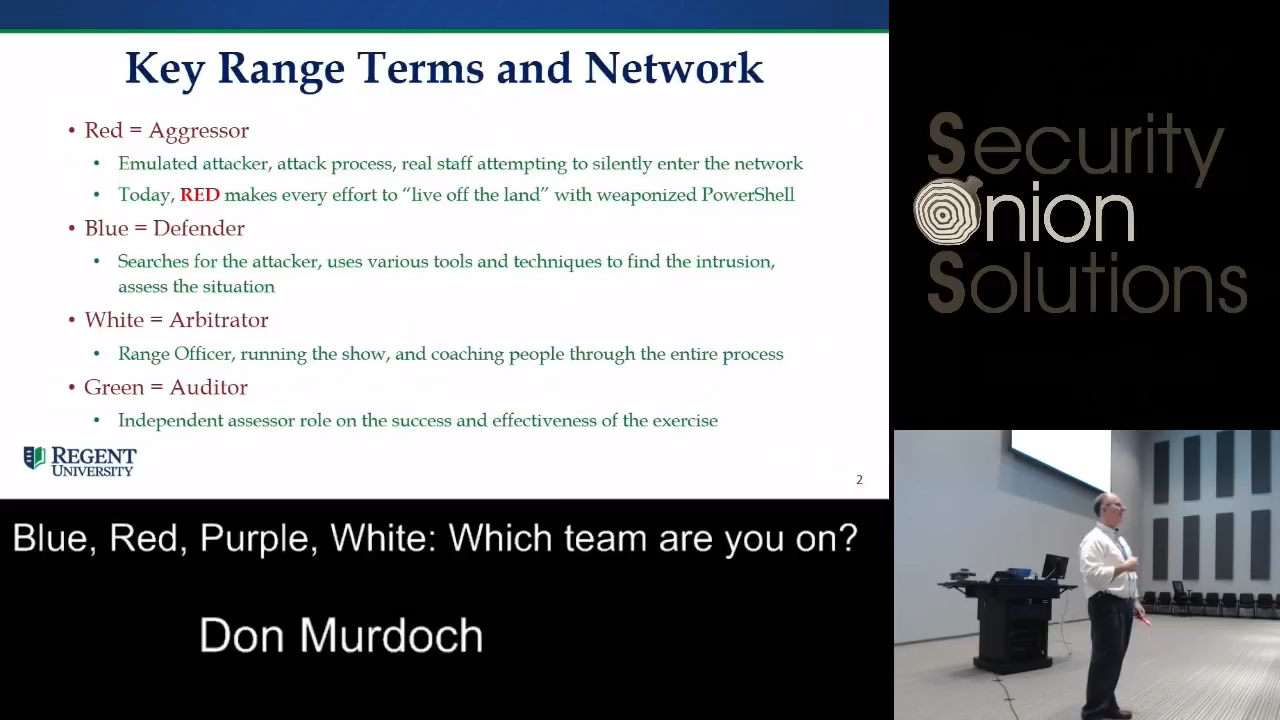 Key Range Terms and Network
• Red = Aggressor
• Emulated attacker, attack process, real staff attempting to silently enter the network
• Today, RED makes every effort to “live off the land” with weaponized PowerShell
• Blue = Defender
• Searches for the attacker, uses various tools and techniques to find the intrusion,
assess the situation
• White = Arbitrator
• Range Officer, running the show, and coaching people through the entire process
• Green = Auditor
• Independent assessor role on the success and effectiveness of the exercise
REGENT
UNIVERSITY
2
Security
Onion
Solutions
Blue, Red, Purple, White: Which team are you on?
Don Murdoch